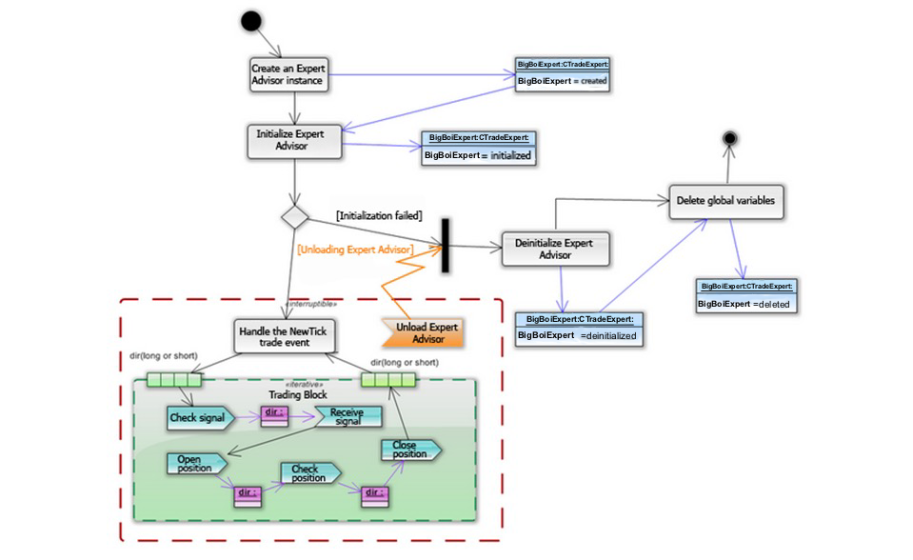 Create an Expert
Advisor instance
BigBoiExpert:CTradeExpert:
BigBoiExpert = created
Initialize Expert
Advisor
BigBoiExpert:CTradeExpert:
BigBoiExpert = initialized
[Initialization failed]
[Unloading Expert Advisor]
Deinitialize Expert
Advisor
Delete global variables
BigBoiExpert:CTradeExpert:
BigBoiExpert =deleted
BigBoiExpert:CTradeExpert:
BigBoiExpert =deinitialized
«interruptible»
Handle the NewTick
trade event
Unload Expert
Advisor
dir(long or short)
dir(long or short)
«iterative»
Trading Block
Check signal
dir.:
Receive
signal
Open
position
dir.:
Check
position
dir.:
Close
position